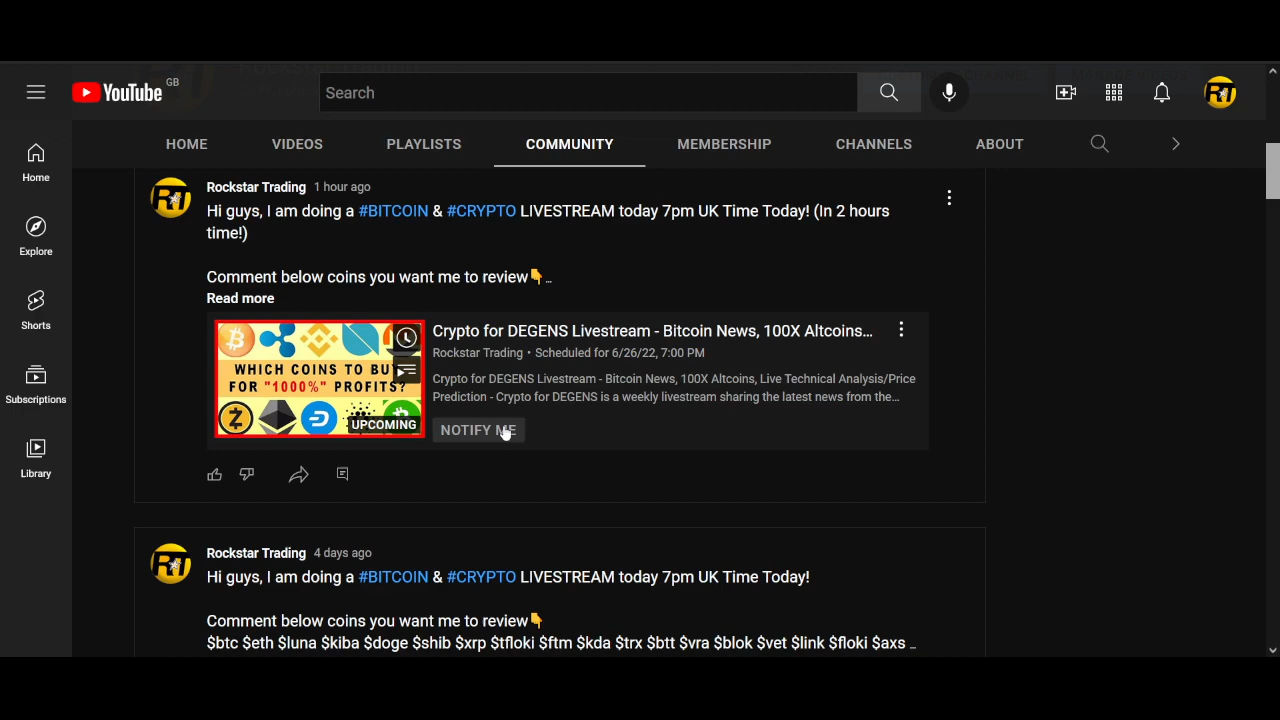 YouTube GB
Search
Home
Explore
Shorts
Subscriptions
Library
HOME VIDEOS PLAYLISTS COMMUNITY MEMBERSHIP CHANNELS ABOUT
Rockstar Trading 1 hour ago
Hi guys, I am doing a #BITCOIN & #CRYPTO LIVESTREAM today 7pm UK Time Today! (In 2 hours
time!)
Comment below coins you want me to review👇...
Read more
WHICH COINS TO BUY
FOR "1000%" PROFITS?
UPCOMING
Crypto for DEGENS Livestream - Bitcoin News, 100X Altcoins...
Rockstar Trading • Scheduled for 6/26/22, 7:00 PM
Crypto for DEGENS Livestream - Bitcoin News, 100X Altcoins, Live Technical Analysis/Price
Prediction - Crypto for DEGENS is a weekly livestream sharing the latest news from the...
NOTIFY ME
Rockstar Trading 4 days ago
Hi guys, I am doing a #BITCOIN & #CRYPTO LIVESTREAM today 7pm UK Time Today!
Comment below coins you want me to review👇
$btc $eth $luna $kiba $doge $shib $xrp $tfloki $ftm $kda $trx $btt $vra $blok $vet $link $floki $axs ...